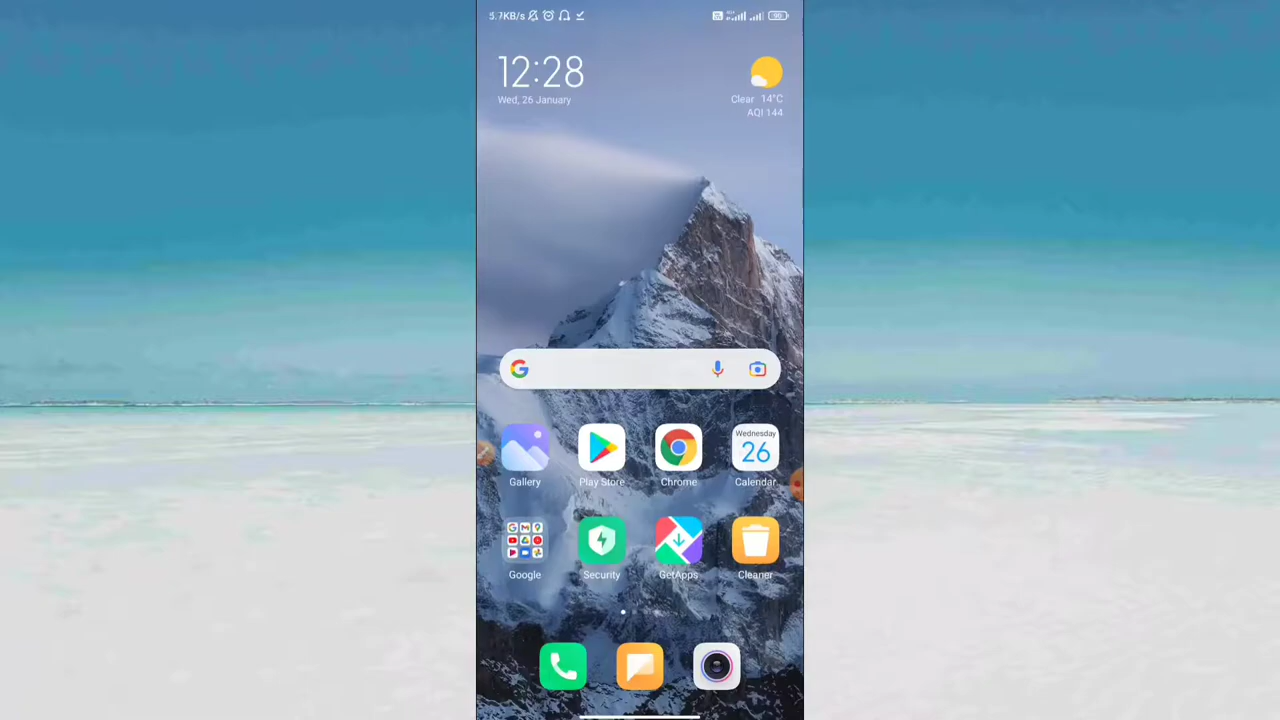 5.7KB/s
12:28
Wed, 26 January
Clear 14°C
AQI 144
Wednesday
26
Gallery
Play Store
Chrome
Calendar
Google
Security
GetApps
Cleaner